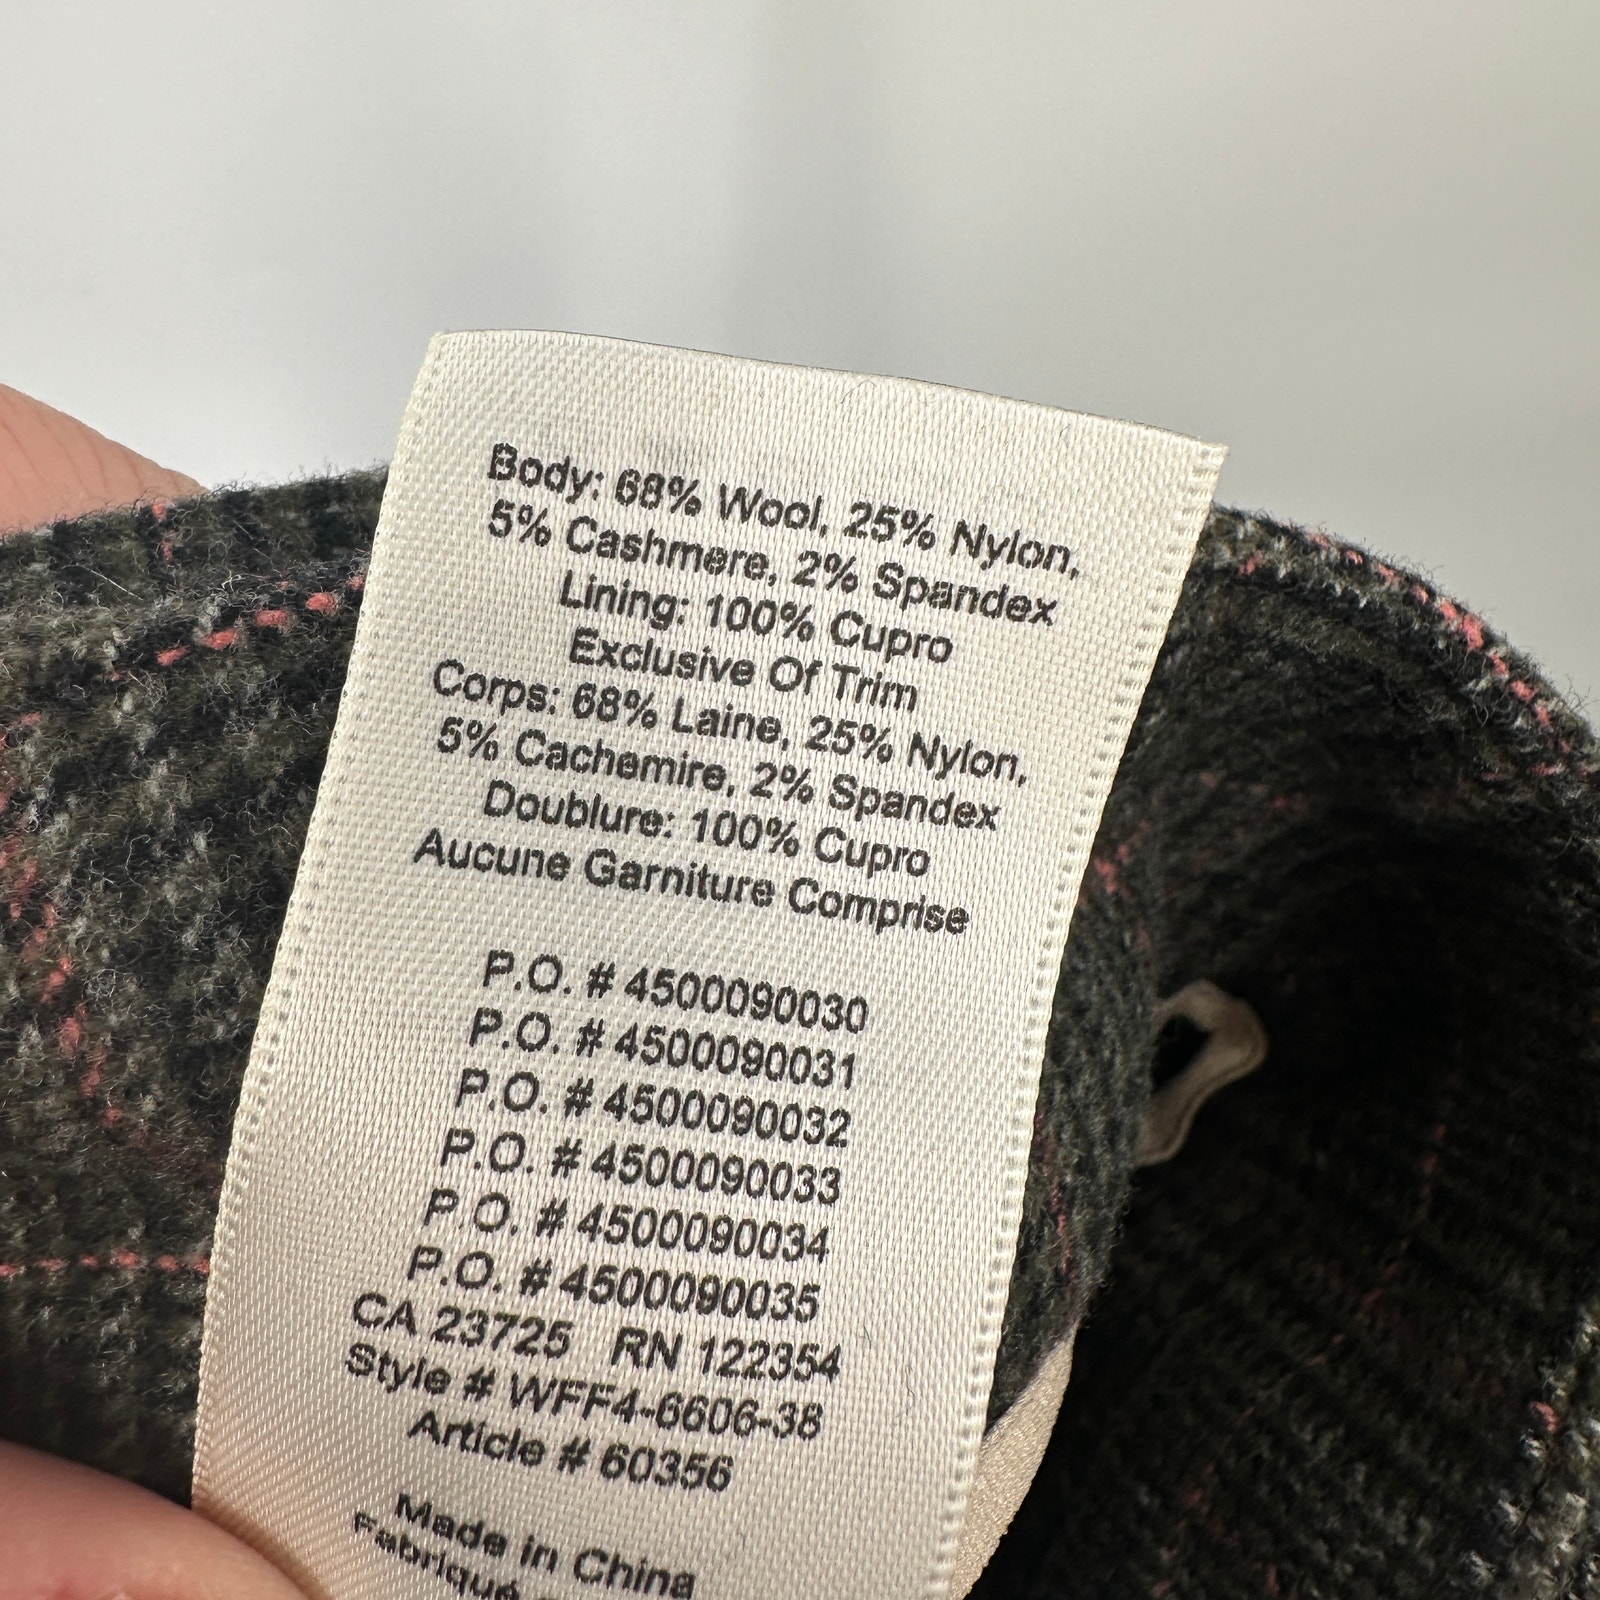 Body: 68% Wool, 25% Nylon,
5% Cashmere, 2% Spandex
Lining: 100% Cupro
Exclusive Of Trim
Corps: 68% Laine, 25% Nylon,
5% Cachemire, 2% Spandex
Doublure: 100% Cupro
Aucune Garniture Comprise
P.O. # 4500090030
P.O. # 4500090031
P.O. # 4500090032
P.O. # 4500090033
P.O. # 4500090034
P.O. # 4500090035
CA 23725 RN 122354
Style # WFF4-6606-38
Article # 60356
Made in China
Fabriqué